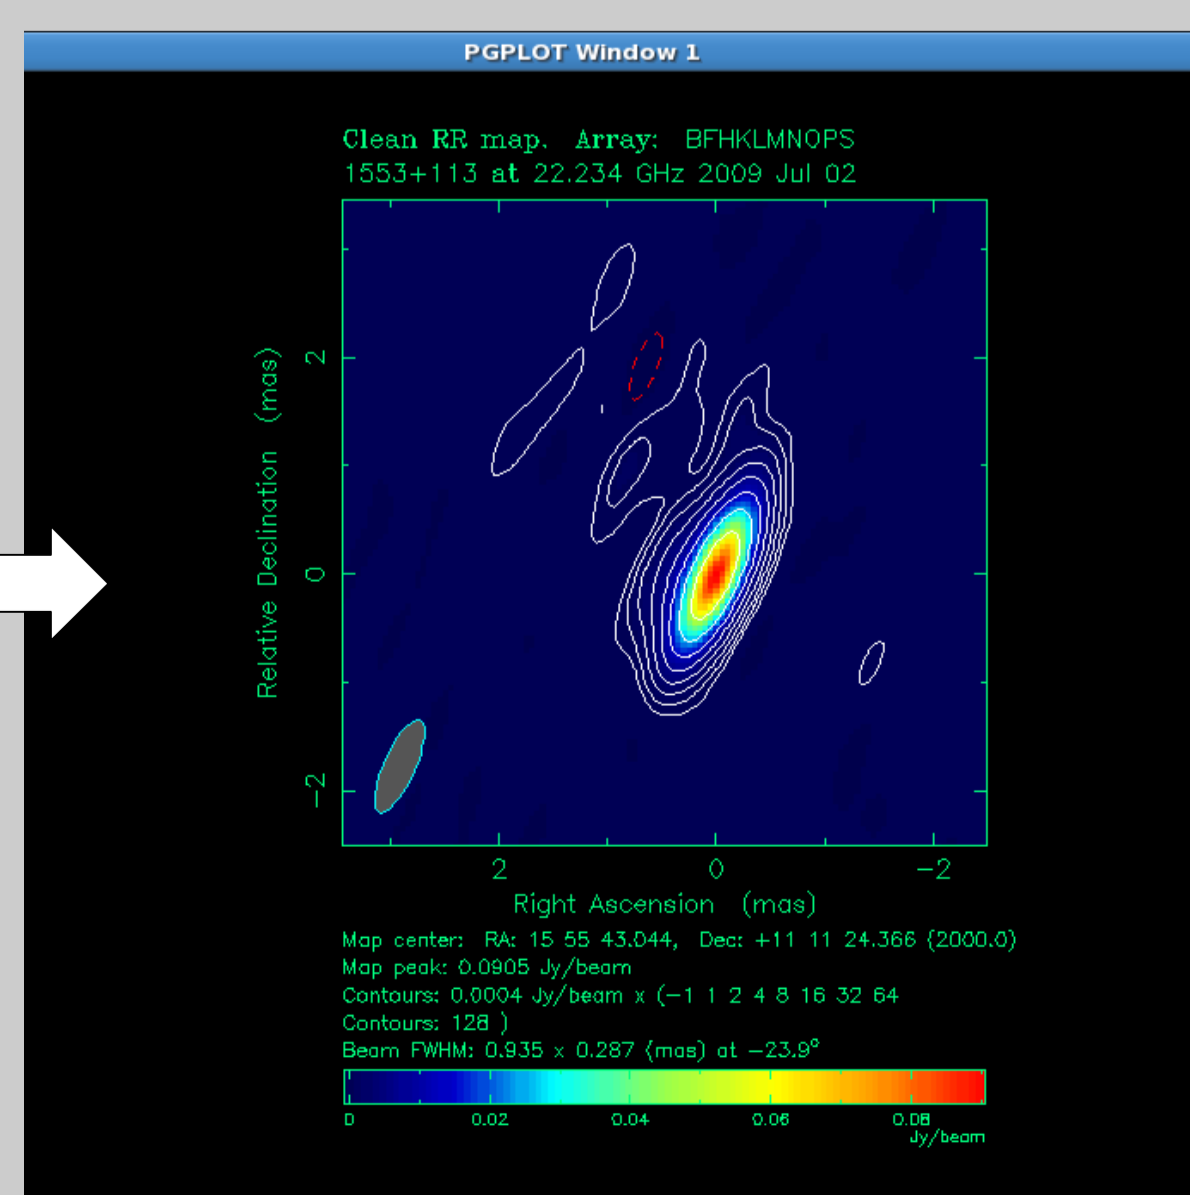 PGPLOT Window 1
Clean RR map. Array: BFHKLMNOPS
1553+113 at 22.234 GHz 2009 Jul 02
Relative Declination (mas)
2
0
−2
2 0 −2
Right Ascension (mas)
Map center: RA: 15 55 43.044, Dec: +11 11 24.366 (2000.0)
Map peak: 0.0905 Jy/beam
Contours: 0.0004 Jy/beam x (−1 1 2 4 8 16 32 64
Contours: 128 )
Beam FWHM: 0.935 x 0.287 (mas) at −23.9°
0 0.02 0.04 0.06 0.08
Jy/beam